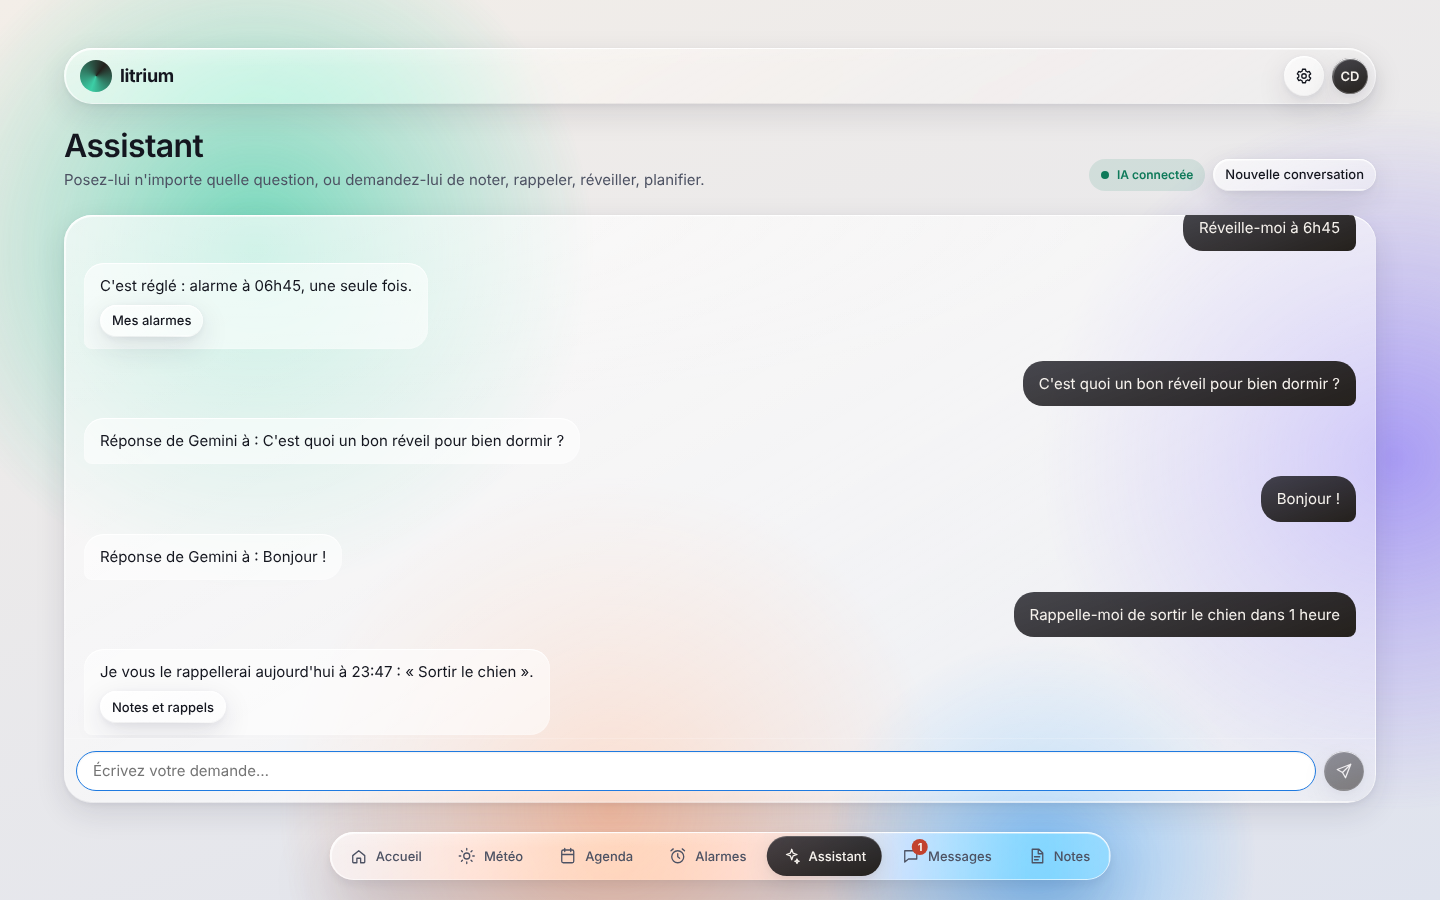 litrium
CD
Assistant
Posez-lui n'importe quelle question, ou demandez-lui de noter, rappeler, réveiller, planifier.
IA connectée
Nouvelle conversation
Réveille-moi à 6h45
C'est réglé : alarme à 06h45, une seule fois.
Mes alarmes
C'est quoi un bon réveil pour bien dormir ?
Réponse de Gemini à : C'est quoi un bon réveil pour bien dormir ?
Bonjour !
Réponse de Gemini à : Bonjour !
Rappelle-moi de sortir le chien dans 1 heure
Je vous le rappellerai aujourd'hui à 23:47 : « Sortir le chien ».
Notes et rappels
Écrivez votre demande...
Accueil
Météo
Agenda
Alarmes
Assistant
1
Messages
Notes